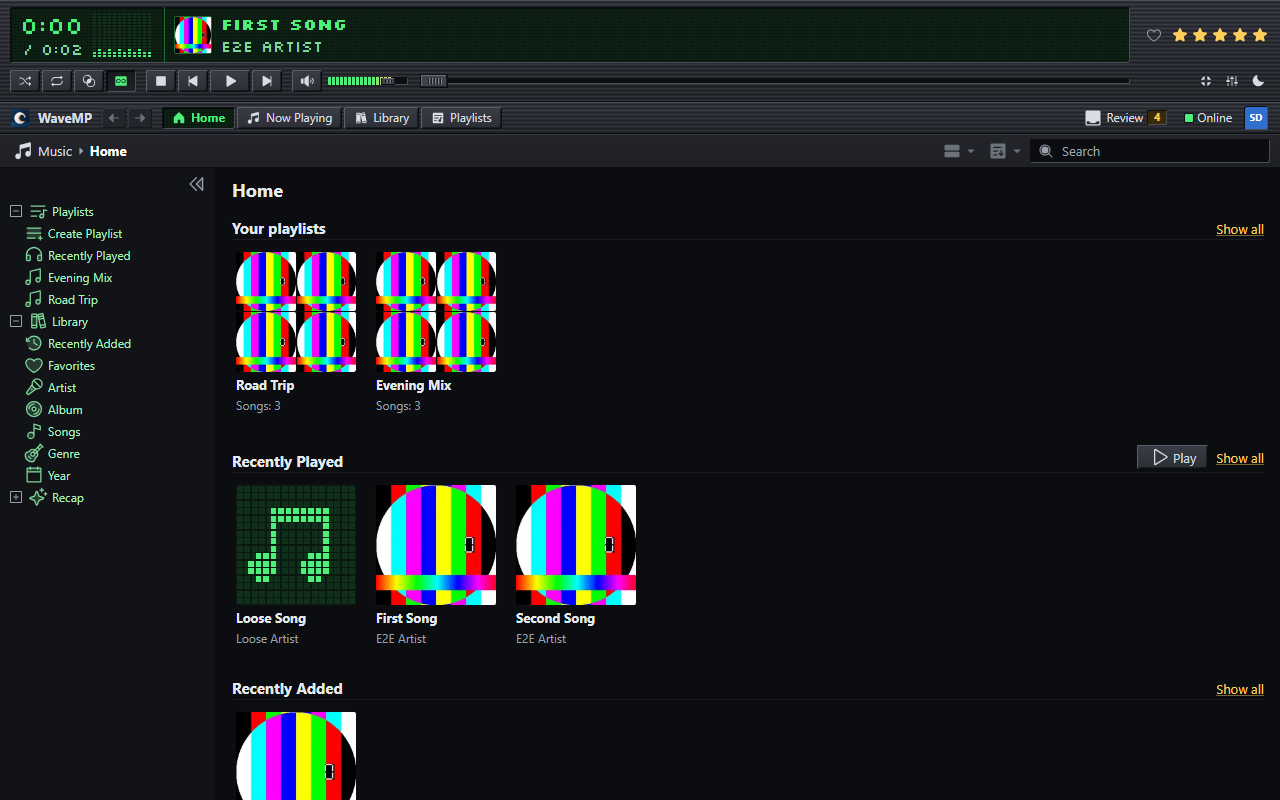 0:00
/ 0:02
FIRST SONG
E2E ARTIST
WaveMP
Home
Now Playing
Library
Playlists
Review 4
Online
SD
Music
Home
Search
Playlists
Create Playlist
Recently Played
Evening Mix
Road Trip
Library
Recently Added
Favorites
Artist
Album
Songs
Genre
Year
Recap
Home
Your playlists
Show all
Road Trip
Songs: 3
Evening Mix
Songs: 3
Recently Played
Play
Show all
Loose Song
Loose Artist
First Song
E2E Artist
Second Song
E2E Artist
Recently Added
Show all